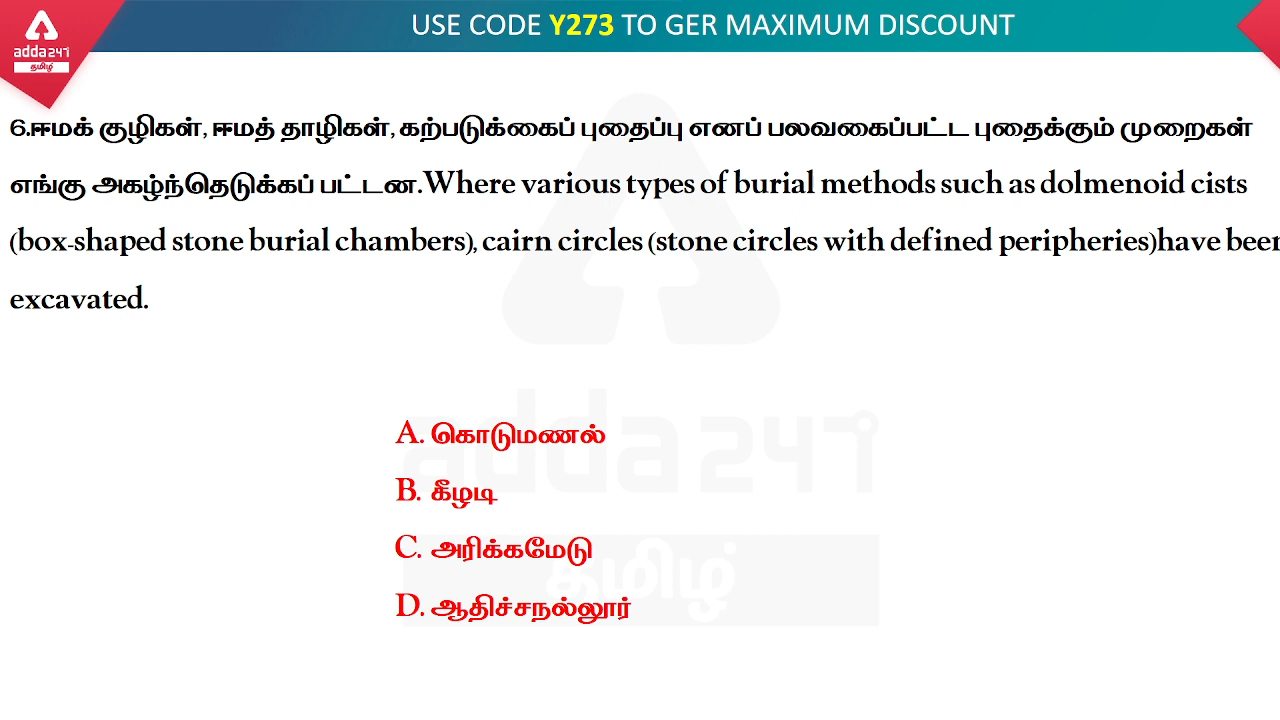 USE CODE Y273 TO GER MAXIMUM DISCOUNT
adda247
தமிழ்
6.ஈமக் குழிகள், ஈமத் தாழிகள், கற்படுக்கைப் புதைப்பு எனப் பலவகைப்பட்ட புதைக்கும் முறைகள்
எங்கு அகழ்ந்தெடுக்கப் பட்டன.Where various types of burial methods such as dolmenoid cists
(box-shaped stone burial chambers), cairn circles (stone circles with defined peripheries)have been
excavated.
A. கொடுமணல்
B. கீழடி
C. அரிக்கமேடு
D. ஆதிச்சநல்லூர்
adda247
தமிழ்